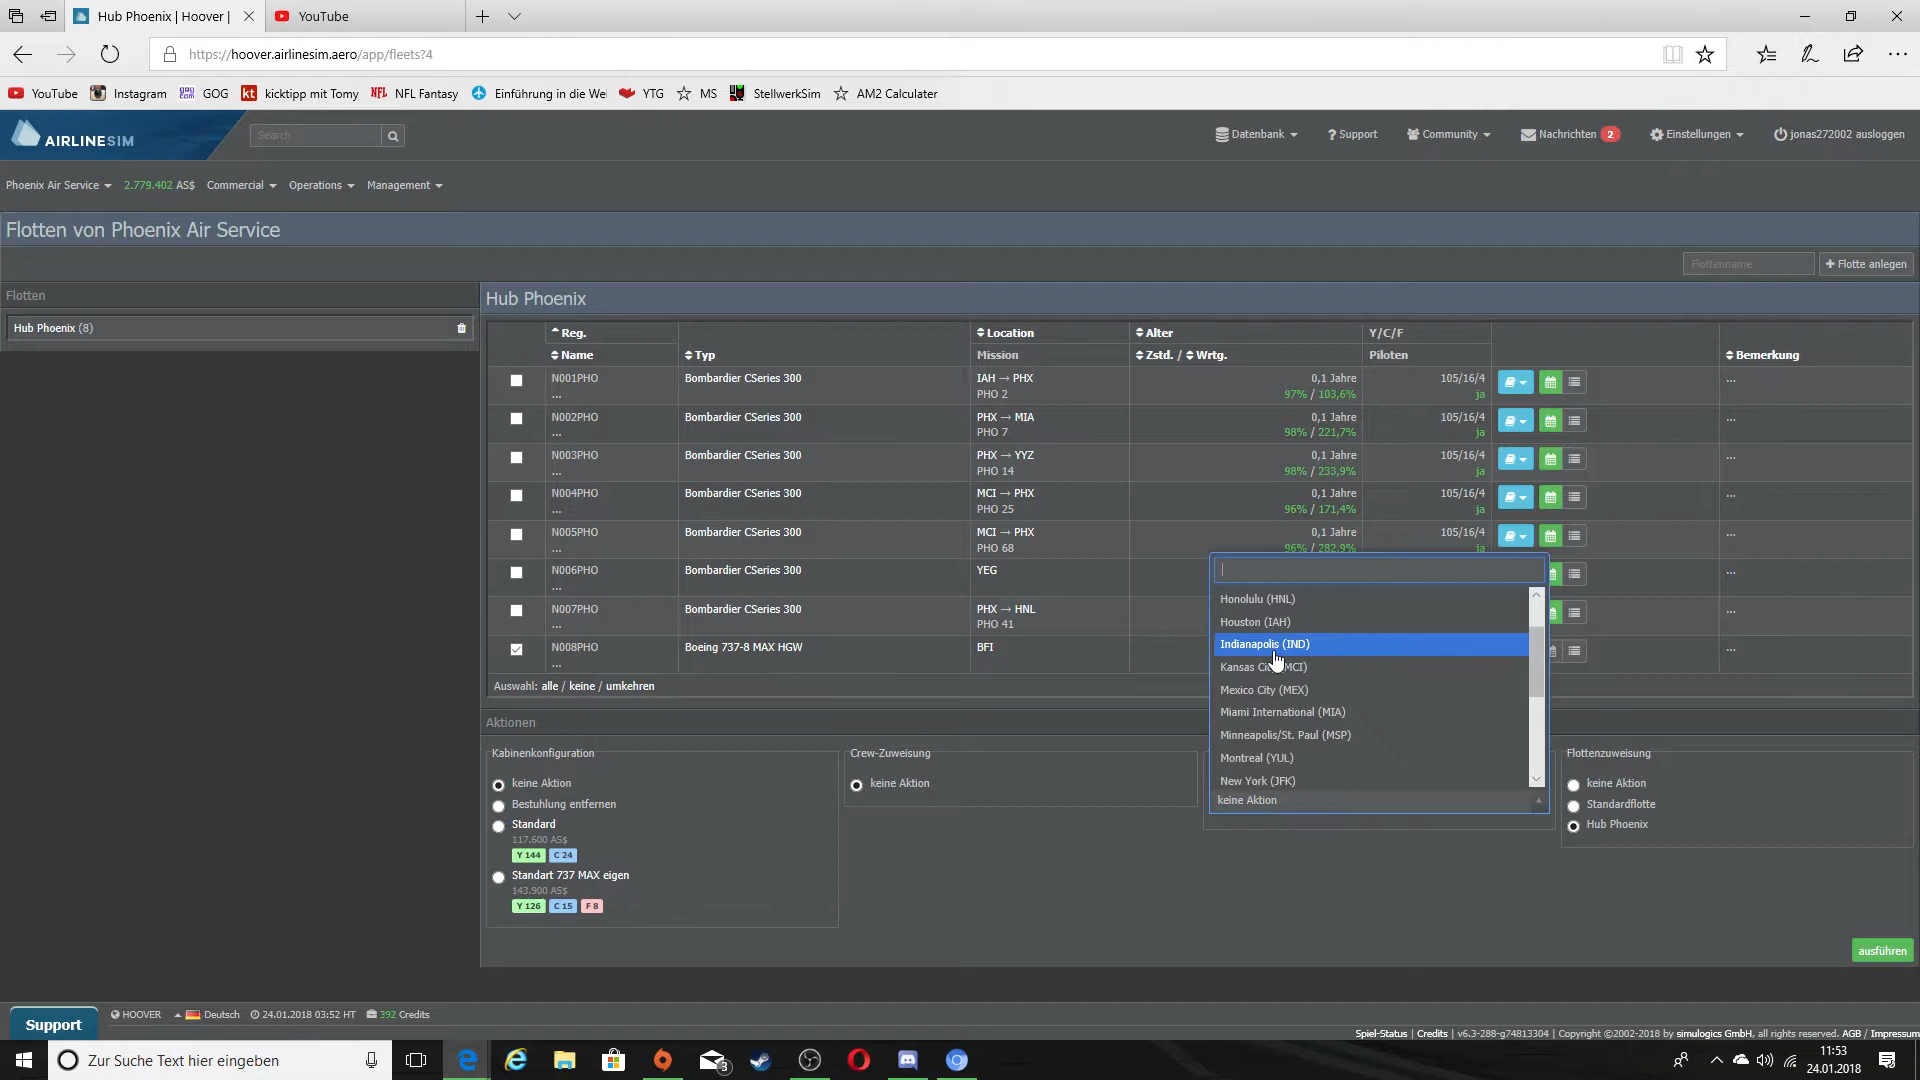 Hub Phoenix | Hoover |
YouTube
https://hoover.airlinesim.aero/app/fleets?4
YouTube
Instagram
GOG
kicktipp mit Tomy
NFL Fantasy
Einführung in die We
YTG
MS
StellwerkSim
AM2 Calculater
AIRLINESIM
Search
Datenbank
? Support
Community
Nachrichten 2
Einstellungen
jonas272002 ausloggen
Phoenix Air Service
2.779.402 AS$
Commercial
Operations
Management
Flotten von Phoenix Air Service
Flottenname
+ Flotte anlegen
Flotten
Hub Phoenix (8)
Hub Phoenix
Reg.
Location
Alter
Y/C/F
Name
Typ
Mission
Zstd. / Wrtg.
Piloten
Bemerkung
N001PHO
Bombardier CSeries 300
IAH → PHX
0,1 Jahre
105/16/4
...
...
PHO 2
97% / 103,6%
ja
N002PHO
Bombardier CSeries 300
PHX → MIA
0,1 Jahre
105/16/4
...
...
PHO 7
98% / 221,7%
ja
N003PHO
Bombardier CSeries 300
PHX → YYZ
0,1 Jahre
105/16/4
...
...
PHO 14
98% / 233,9%
ja
N004PHO
Bombardier CSeries 300
MCI → PHX
0,1 Jahre
105/16/4
...
...
PHO 25
96% / 171,4%
ja
N005PHO
Bombardier CSeries 300
MCI → PHX
0,1 Jahre
105/16/4
...
...
PHO 68
96% / 282,9%
ja
N006PHO
Bombardier CSeries 300
YEG
...
...
N007PHO
Bombardier CSeries 300
PHX → HNL
...
...
PHO 41
N008PHO
Boeing 737-8 MAX HGW
BFI
...
...
Honolulu (HNL)
Houston (IAH)
Indianapolis (IND)
Kansas Ci MCI)
Mexico City (MEX)
Miami International (MIA)
Minneapolis/St. Paul (MSP)
Montreal (YUL)
New York (JFK)
keine Aktion
Auswahl: alle / keine / umkehren
Aktionen
Kabinenkonfiguration
keine Aktion
Bestuhlung entfernen
Standard
117.600 AS$
Y 144 C 24
Standart 737 MAX eigen
143.900 AS$
Y 126 C 15 F 8
Crew-Zuweisung
keine Aktion
Flottenzuweisung
keine Aktion
Standardflotte
Hub Phoenix
ausführen
Support
HOOVER
Deutsch
24.01.2018 03:52 HT
392 Credits
Spiel-Status | Credits | v6.3-288-g74813304 | Copyright ©2002-2018 by simulogics GmbH, all rights reserved. AGB / Impressum
Zur Suche Text hier eingeben
3
11:53
24.01.2018